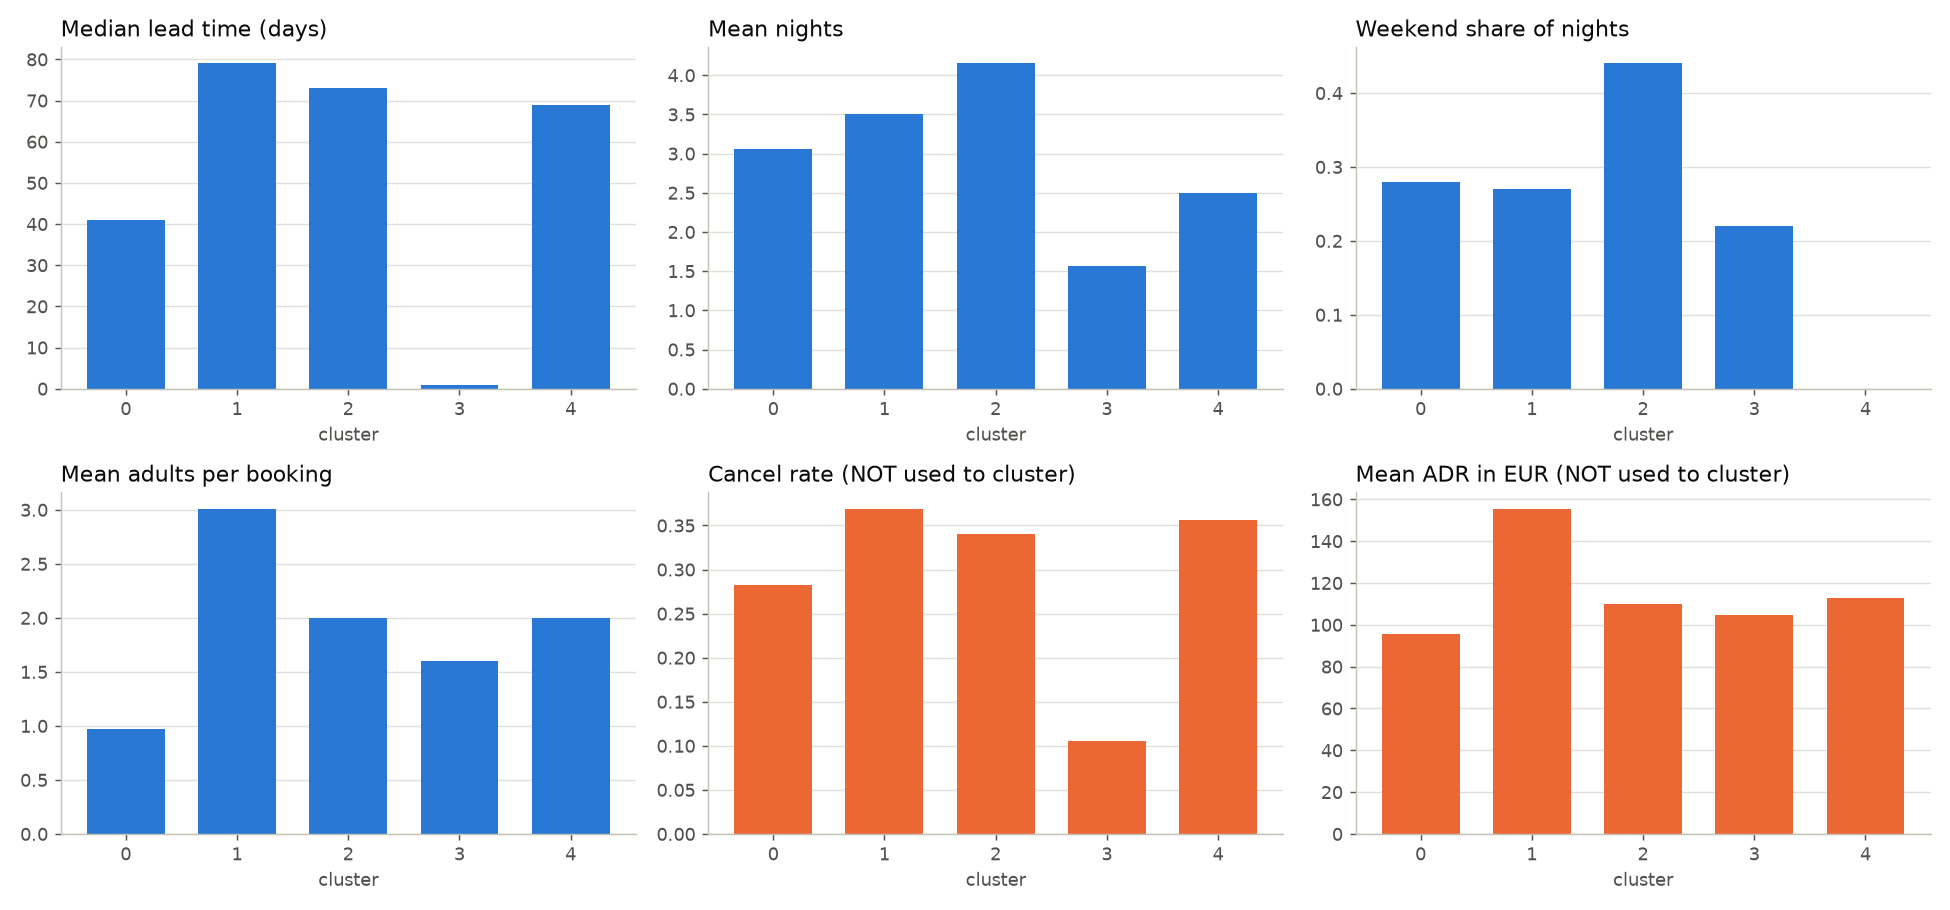 Median lead time (days)
80
70
60
50
40
30
20
10
0
0 1 2 3 4
cluster
Mean nights
4.0
3.5
3.0
2.5
2.0
1.5
1.0
0.5
0.0
0 1 2 3 4
cluster
Weekend share of nights
0.4
0.3
0.2
0.1
0.0
0 1 2 3 4
cluster
Mean adults per booking
3.0
2.5
2.0
1.5
1.0
0.5
0.0
0 1 2 3 4
cluster
Cancel rate (NOT used to cluster)
0.35
0.30
0.25
0.20
0.15
0.10
0.05
0.00
0 1 2 3 4
cluster
Mean ADR in EUR (NOT used to cluster)
160
140
120
100
80
60
40
20
0
0 1 2 3 4
cluster